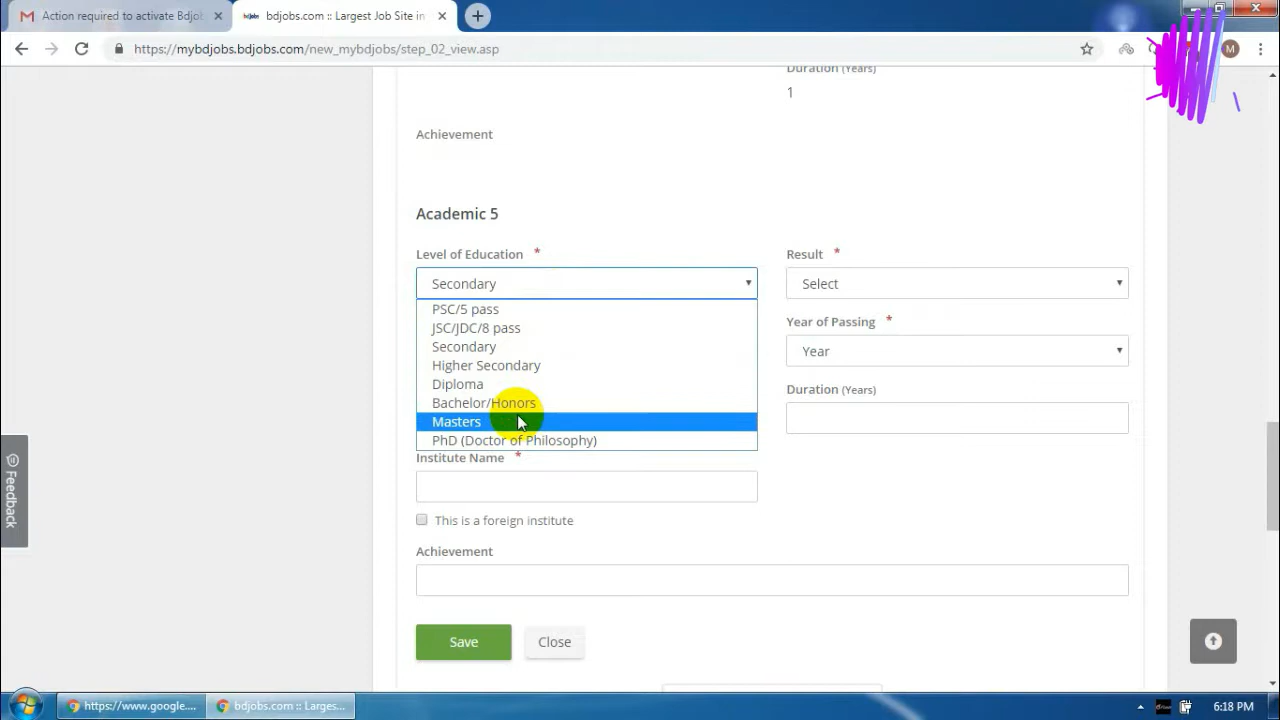 Action required to activate Bdjob
bdjobs.com :: Largest Job Site in
https://mybdjobs.bdjobs.com/new_mybdjobs/step_02_view.asp
M
Duration (Years)
1
Achievement
Academic 5
Level of Education *
Result *
Secondary
Select
PSC/5 pass
JSC/JDC/8 pass
Secondary
Higher Secondary
Diploma
Bachelor/Honors
Masters
PhD (Doctor of Philosophy)
Year of Passing *
Year
Duration (Years)
Institute Name *
This is a foreign institute
Achievement
Save
Close
Feedback
https://www.google....
bdjobs.com :: Larges...
6:18 PM